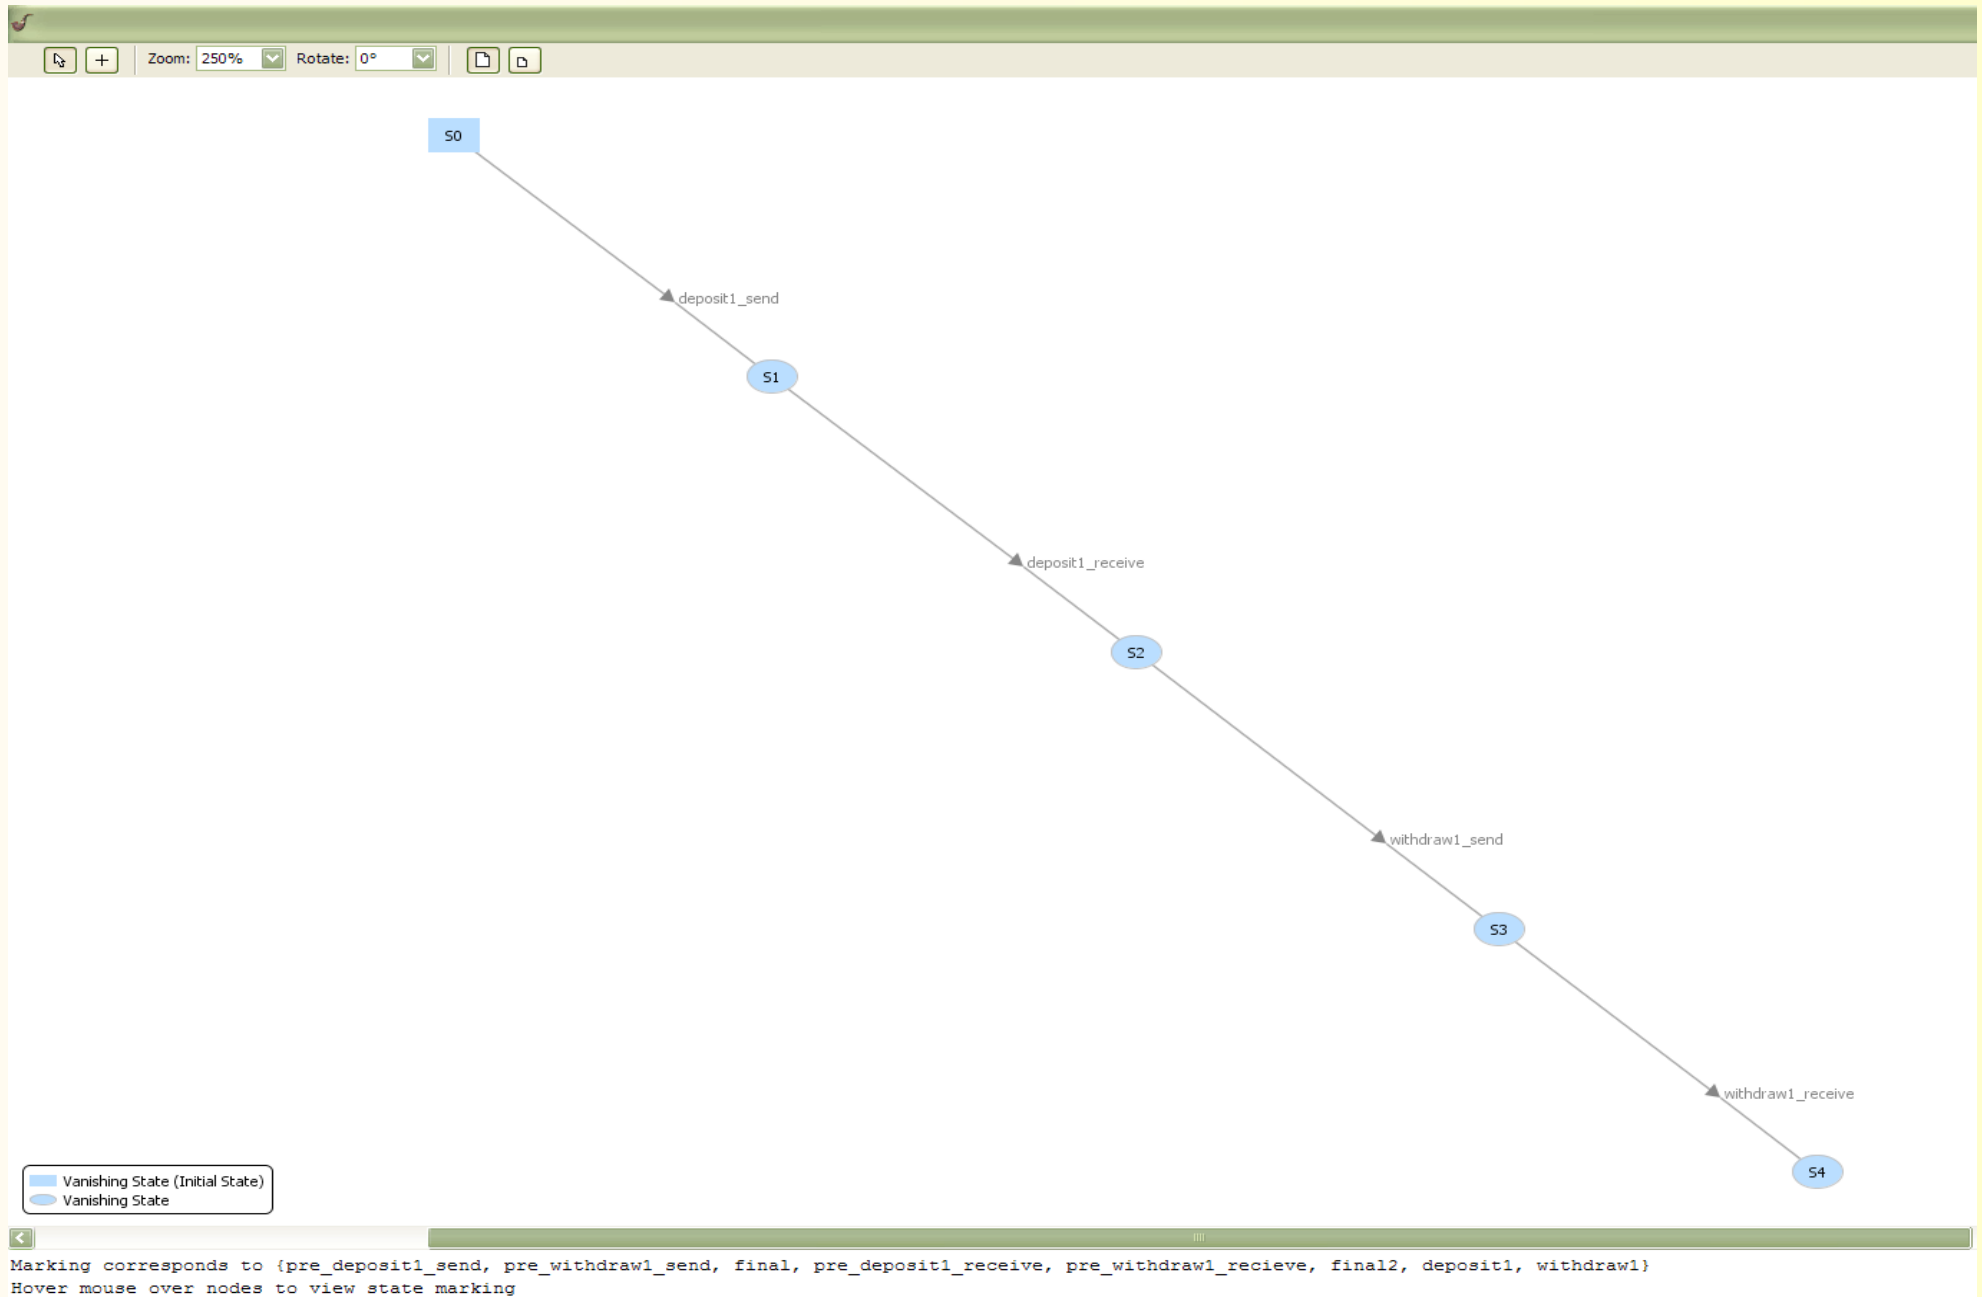 Zoom: 250% Rotate: 0°
S0
deposit1_send
S1
deposit1_receive
S2
withdraw1_send
S3
withdraw1_receive
S4
Vanishing State (Initial State)
Vanishing State
Marking corresponds to {pre_deposit1_send, pre_withdraw1_send, final, pre_deposit1_receive, pre_withdraw1_recieve, final2, deposit1, withdraw1}
Hover mouse over nodes to view state marking